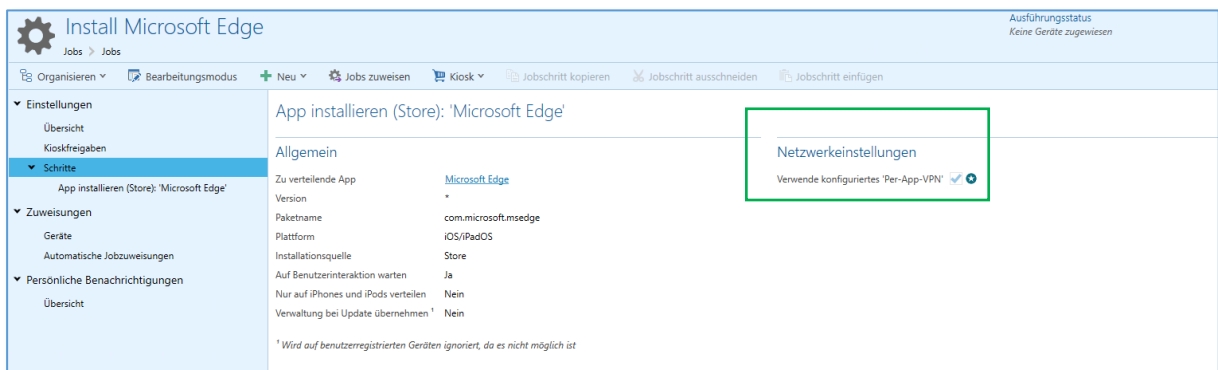 Install Microsoft Edge
Jobs > Jobs
Ausführungsstatus
Keine Geräte zugewiesen
Organisieren Bearbeitungsmodus Neu Jobs zuweisen Kiosk Jobschritt kopieren Jobschritt ausschneiden Jobschritt einfügen
Einstellungen
Übersicht
Kioskfreigaben
Schritte
App installieren (Store): 'Microsoft Edge'
Zuweisungen
Geräte
Automatische Jobzuweisungen
Persönliche Benachrichtigungen
Übersicht
App installieren (Store): 'Microsoft Edge'
Allgemein
Zu verteilende App Microsoft Edge
Version *
Paketname com.microsoft.msedge
Plattform iOS/iPadOS
Installationsquelle Store
Auf Benutzerinteraktion warten Ja
Nur auf iPhones und iPods verteilen Nein
Verwaltung bei Update übernehmen ¹ Nein
¹ Wird auf benutzerregistrierten Geräten ignoriert, da es nicht möglich ist
Netzwerkeinstellungen
Verwende konfiguriertes 'Per-App-VPN'